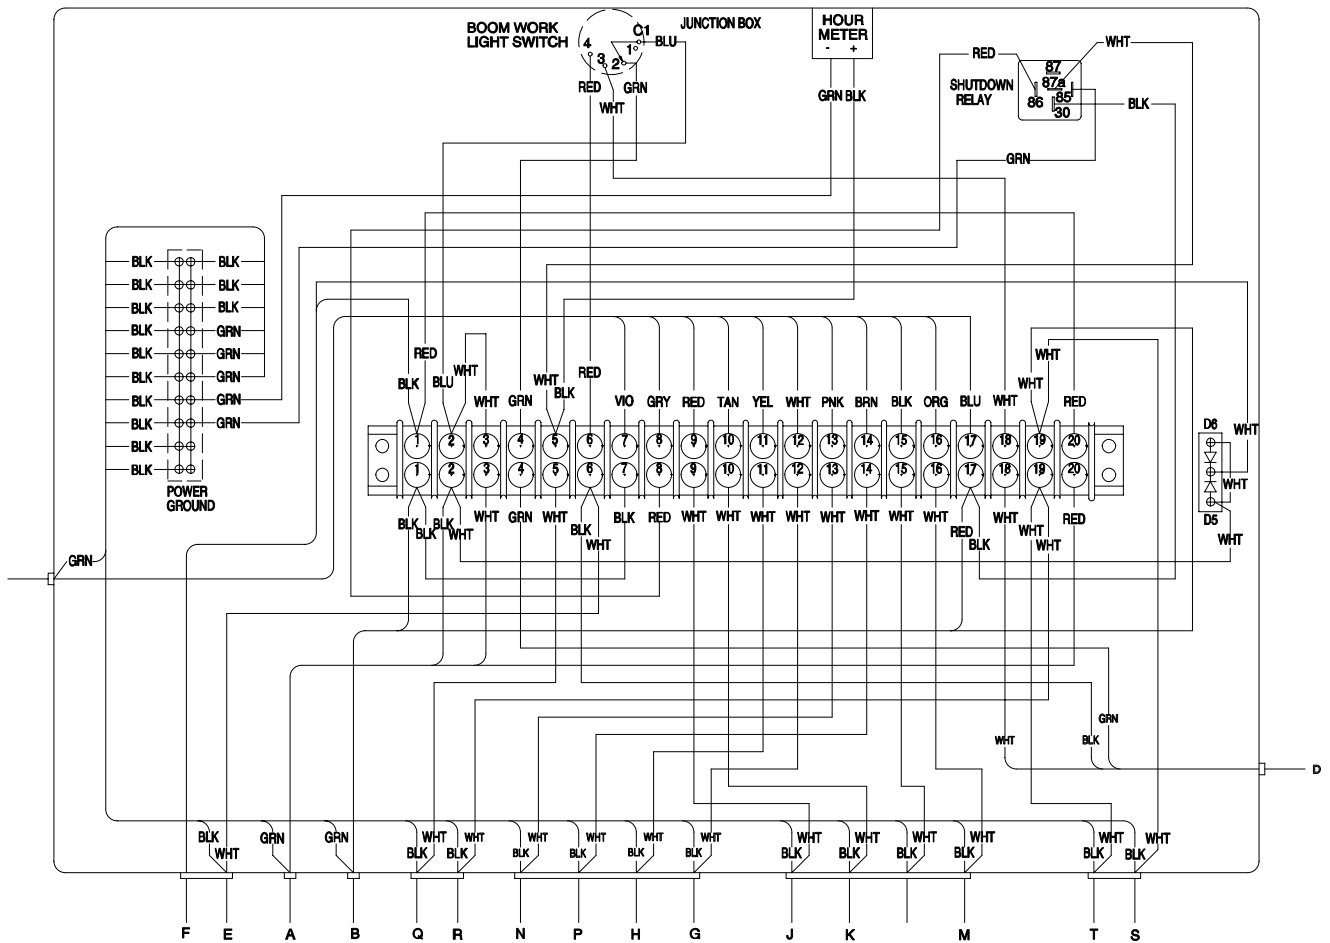 BOOM WORK
LIGHT SWITCH
4
3
2
1
C1
JUNCTION BOX
BLU
RED
WHT
GRN
HOUR
METER
- +
GRN BLK
RED
SHUTDOWN
RELAY
87
87a
86
85
30
WHT
BLK
GRN
BLK BLK
BLK BLK
BLK BLK
BLK GRN
BLK GRN
BLK GRN
BLK GRN
BLK GRN
BLK
BLK
POWER
GROUND
GRN
RED
BLK
BLU
WHT
WHT
GRN
WHT
BLK
RED
VIO
GRY
RED
TAN
YEL
WHT
PNK
BRN
BLK
ORG
BLU
WHT
WHT
WHT
RED
1 2 3 4 5 6 7 8 9 10 11 12 13 14 15 16 17 18 19 20
1 2 3 4 5 6 7 8 9 10 11 12 13 14 15 16 17 18 19 20
BLK
BLK
BLK
WHT
WHT
GRN
WHT
BLK
WHT
BLK
RED
WHT
WHT
WHT
WHT
WHT
WHT
WHT
WHT
RED
BLK
WHT
WHT
WHT
RED
D6
WHT
WHT
D5
WHT
GRN
WHT
BLK
D
BLK
WHT
GRN
GRN
WHT
BLK
WHT
BLK
WHT
BLK
WHT
BLK
WHT
BLK
WHT
BLK
WHT
BLK
WHT
BLK
WHT
BLK
WHT
BLK
WHT
BLK
WHT
BLK
F E A B Q R N P H G J K I M T S